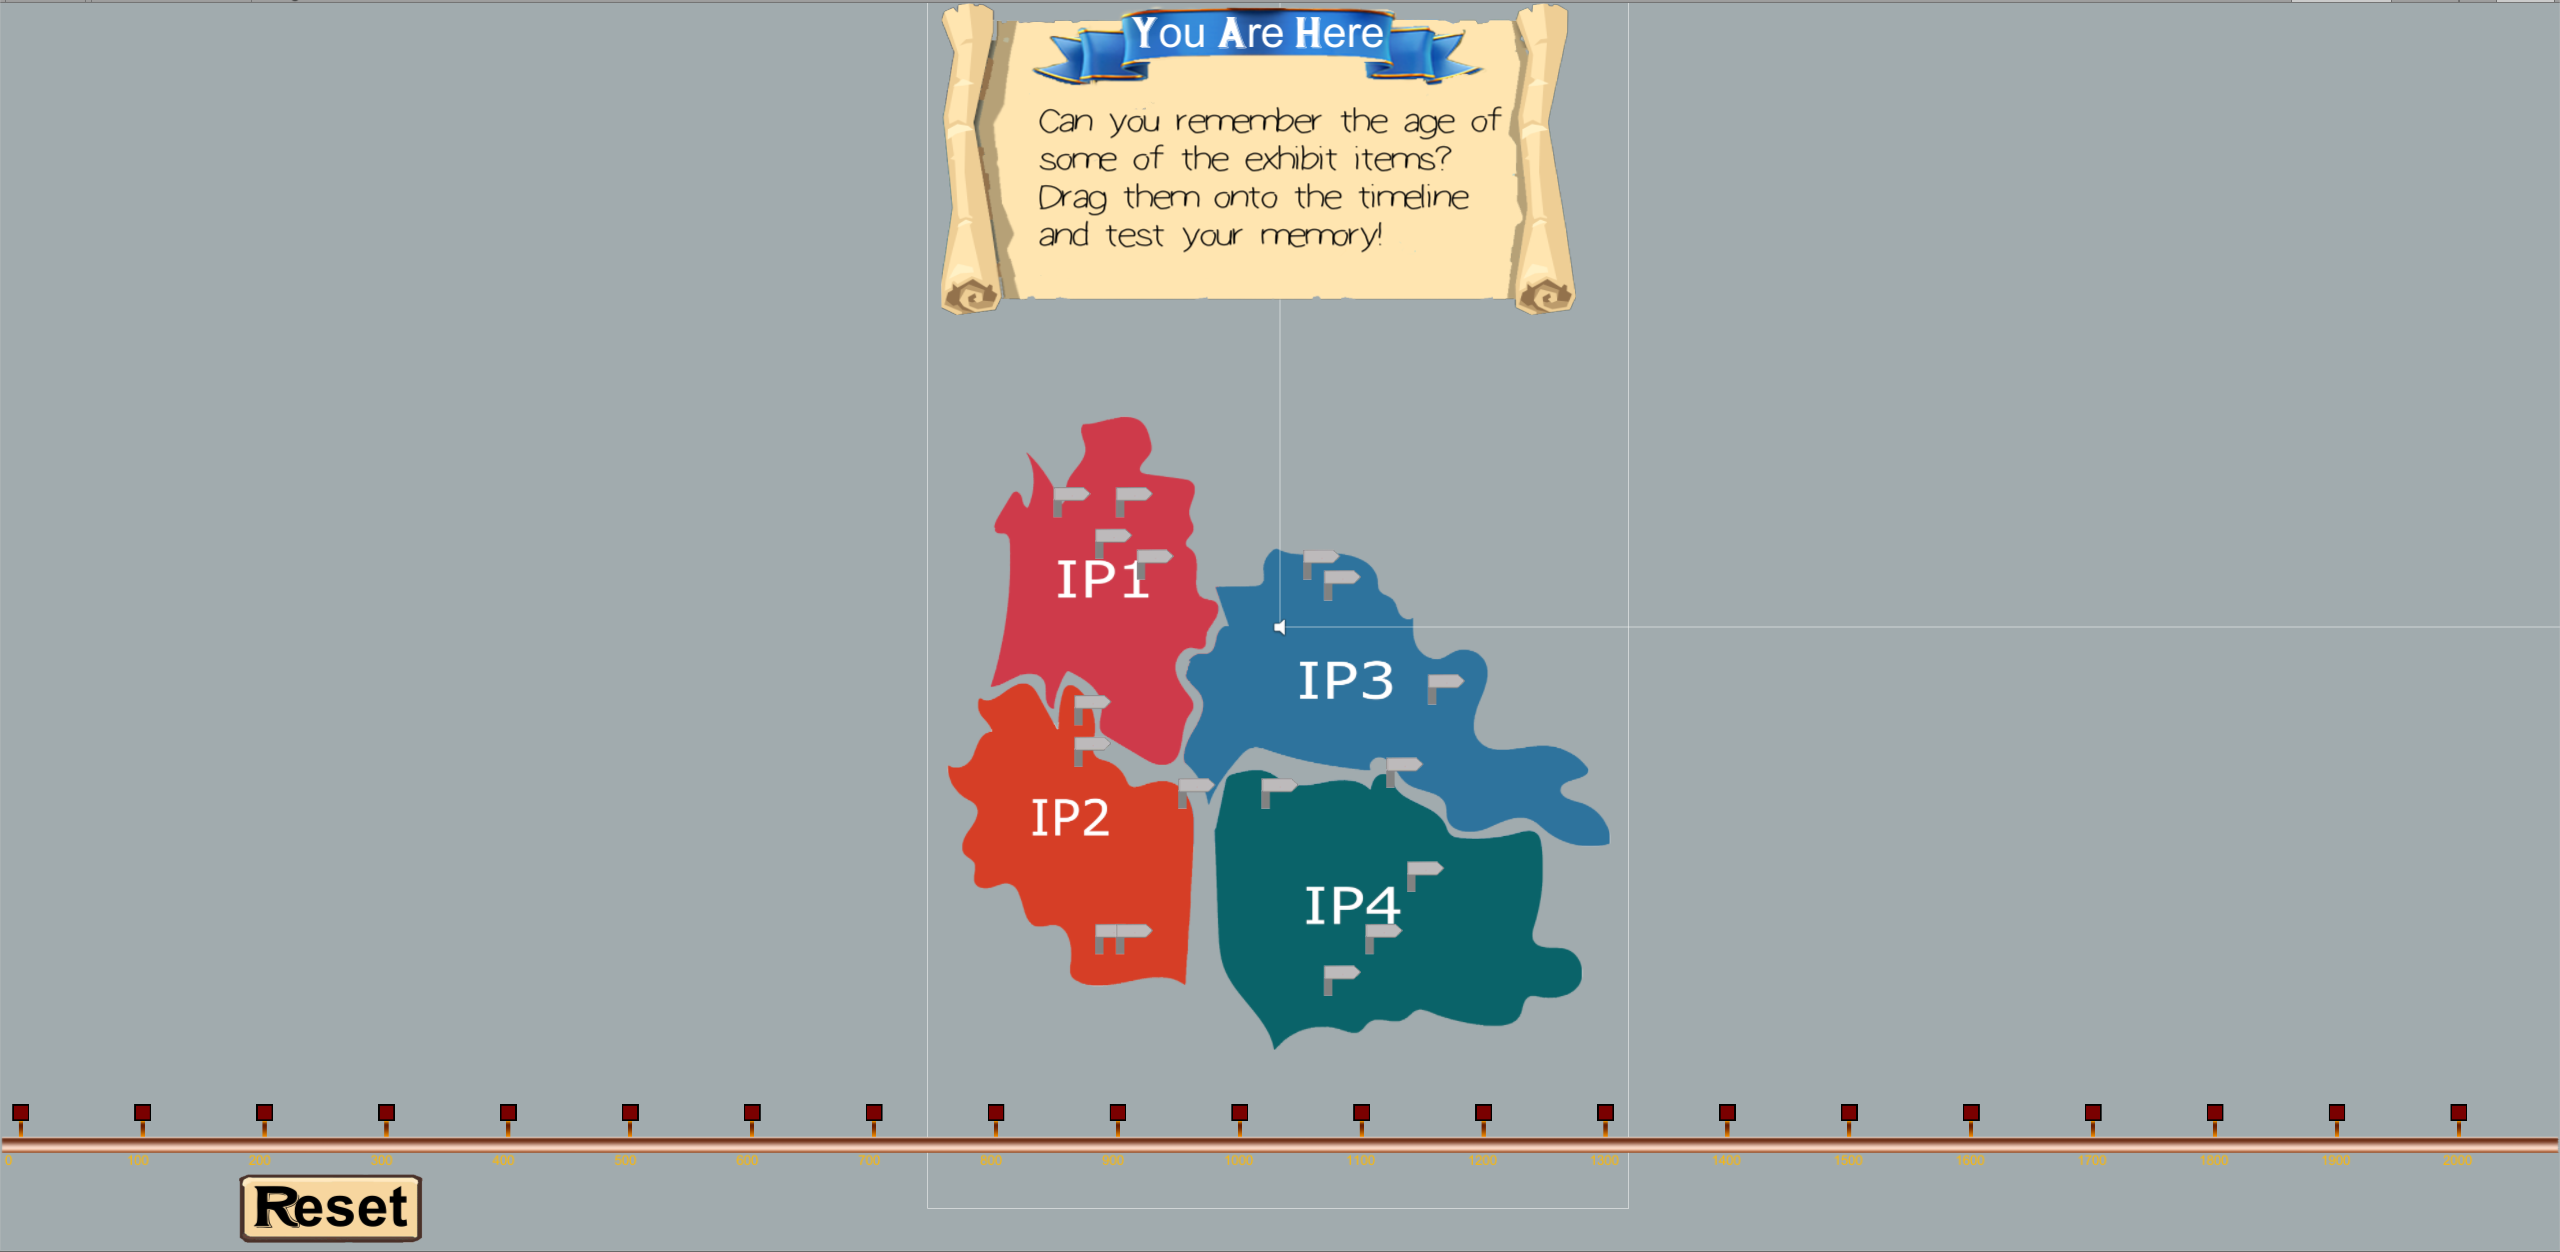 You Are Here
Can you remember the age of
some of the exhibit items?
Drag them onto the timeline
and test your memory!
IP1
IP3
IP2
IP4
0 100 200 300 400 500 600 700 800 900 1000 1100 1200 1300 1400 1500 1600 1700 1800 1900 2000
Reset